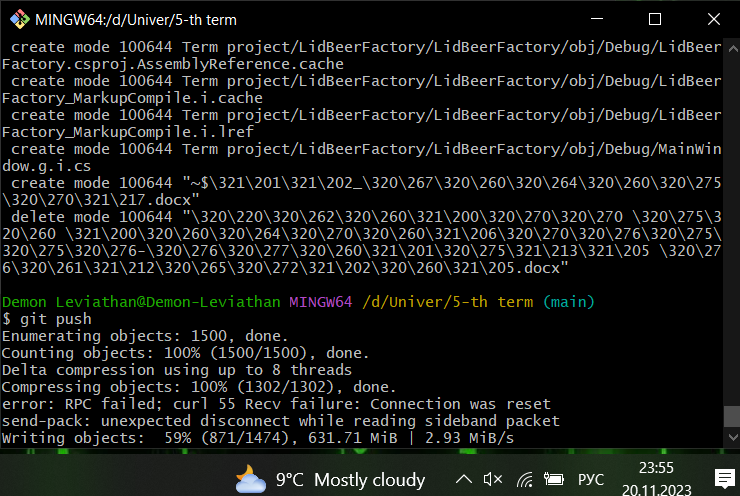 MINGW64:/d/Univer/5-th term
create mode 100644 Term project/LidBeerFactory/LidBeerFactory/obj/Debug/LidBeer
Factory.csproj.AssemblyReference.cache
create mode 100644 Term project/LidBeerFactory/LidBeerFactory/obj/Debug/LidBeer
Factory_MarkupCompile.i.cache
create mode 100644 Term project/LidBeerFactory/LidBeerFactory/obj/Debug/LidBeer
Factory_MarkupCompile.i.lref
create mode 100644 Term project/LidBeerFactory/LidBeerFactory/obj/Debug/MainWin
dow.g.i.cs
create mode 100644 "~$\321\201\321\202_\320\267\320\260\320\264\320\260\320\275
\320\270\321\217.docx"
delete mode 100644 "\320\220\320\262\320\260\321\200\320\270\320\270 \320\275\3
20\260 \321\200\320\260\320\264\320\270\320\260\321\206\320\270\320\276\320\275\
320\275\320\276-\320\276\320\277\320\260\321\201\320\275\321\213\321\205 \320\27
6\320\261\321\212\320\265\320\272\321\202\320\260\321\205.docx"
Demon Leviathan@Demon-Leviathan MINGW64 /d/Univer/5-th term (main)
$ git push
Enumerating objects: 1500, done.
Counting objects: 100% (1500/1500), done.
Delta compression using up to 8 threads
Compressing objects: 100% (1302/1302), done.
error: RPC failed; curl 55 Recv failure: Connection was reset
send-pack: unexpected disconnect while reading sideband packet
Writing objects:  59% (871/1474), 631.71 MiB | 2.93 MiB/s
9°C Mostly cloudy
РУС
23:55
20.11.2023